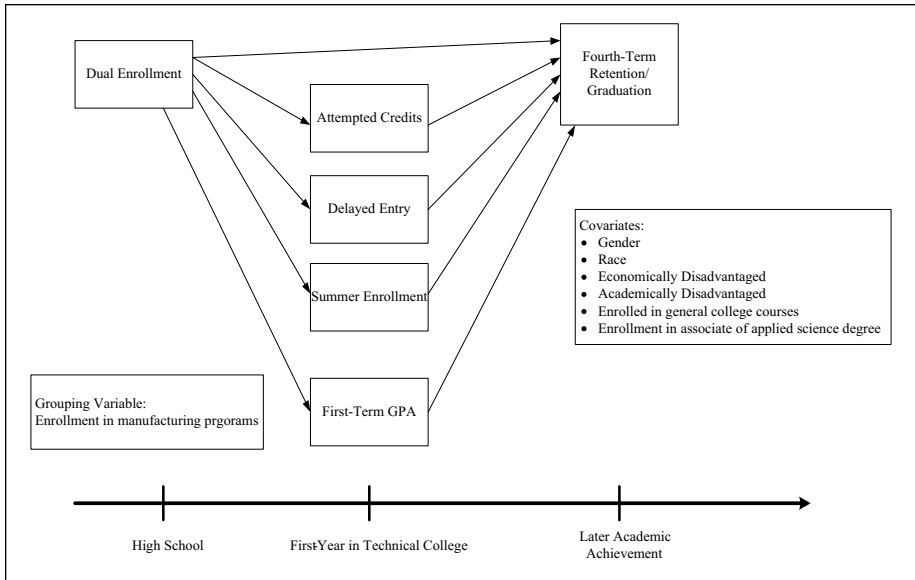 Dual Enrollment
Fourth-Term
Retention/
Graduation
Attempted Credits
Delayed Entry
Summer Enrollment
First-Term GPA
Covariates:
• Gender
• Race
• Economically Disadvantaged
• Academically Disadvantaged
• Enrolled in general college courses
• Enrollment in associate of applied science degree
Grouping Variable:
Enrollment in manufacturing prgorams
High School
First-Year in Technical College
Later Academic
Achievement